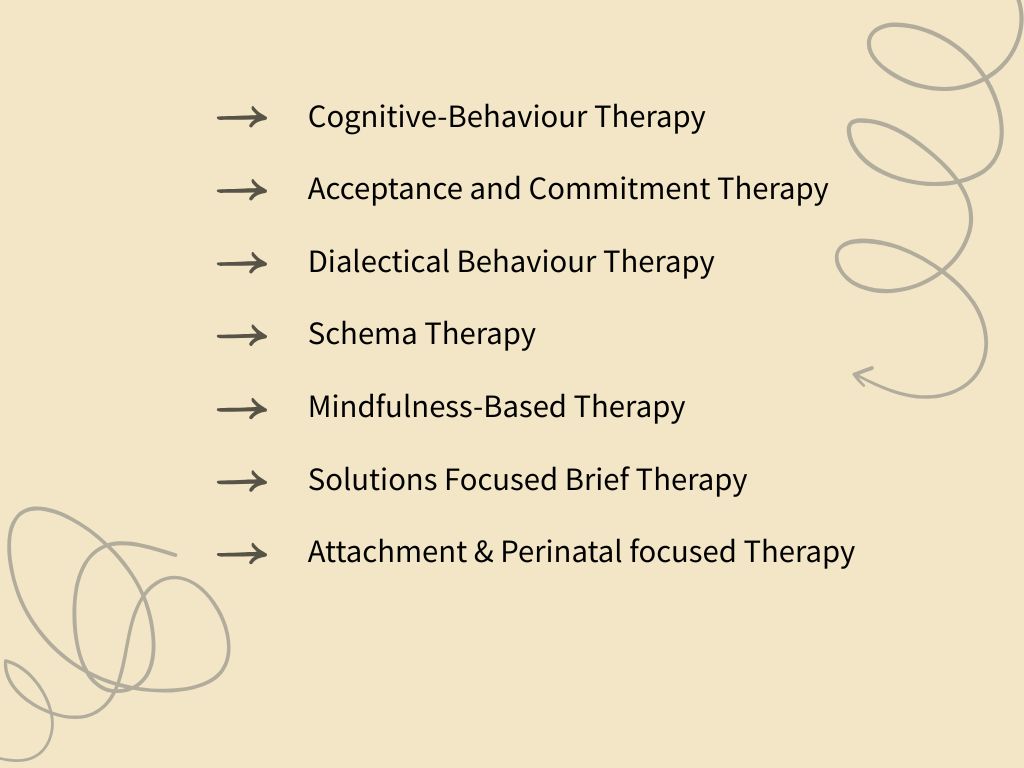 Cognitive-Behaviour Therapy
Acceptance and Commitment Therapy
Dialectical Behaviour Therapy
Schema Therapy
Mindfulness-Based Therapy
Solutions Focused Brief Therapy
Attachment & Perinatal focused Therapy